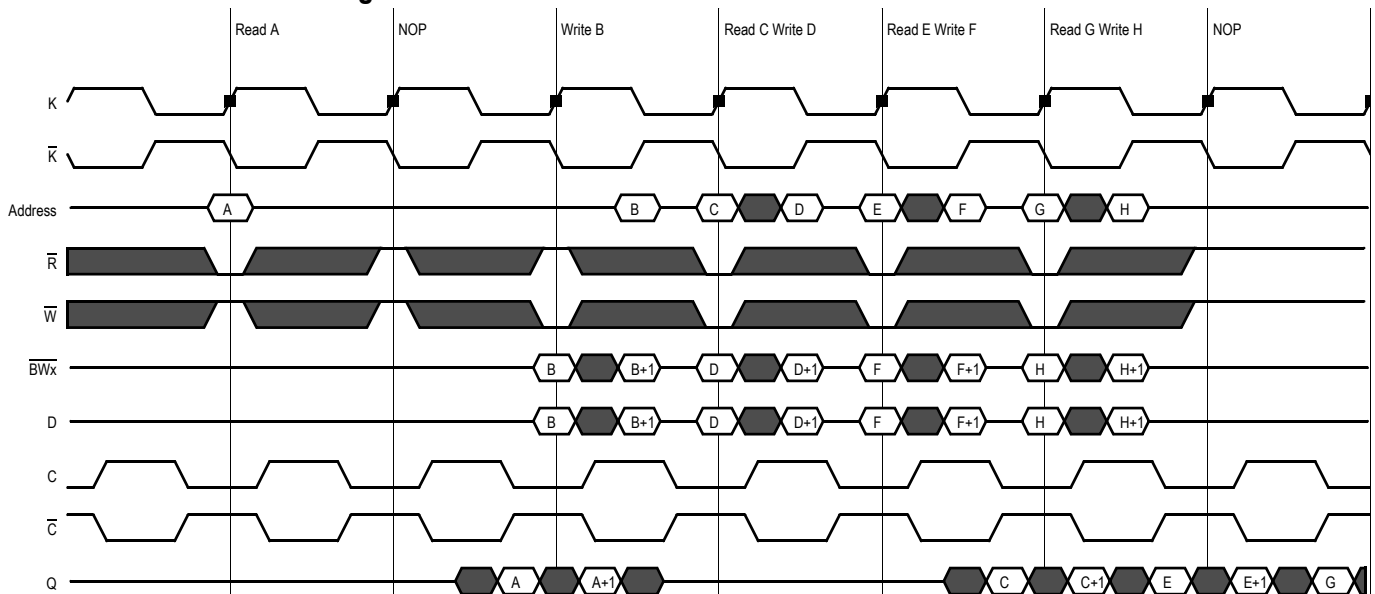 Read A NOP Write B Read C Write D Read E Write F Read G Write H NOP
K
K̅
Address A B C D E F G H
R̅
W̅
B̅W̅x̅ B B+1 D D+1 F F+1 H H+1
D B B+1 D D+1 F F+1 H H+1
C
C̅
Q A A+1 C C+1 E E+1 G